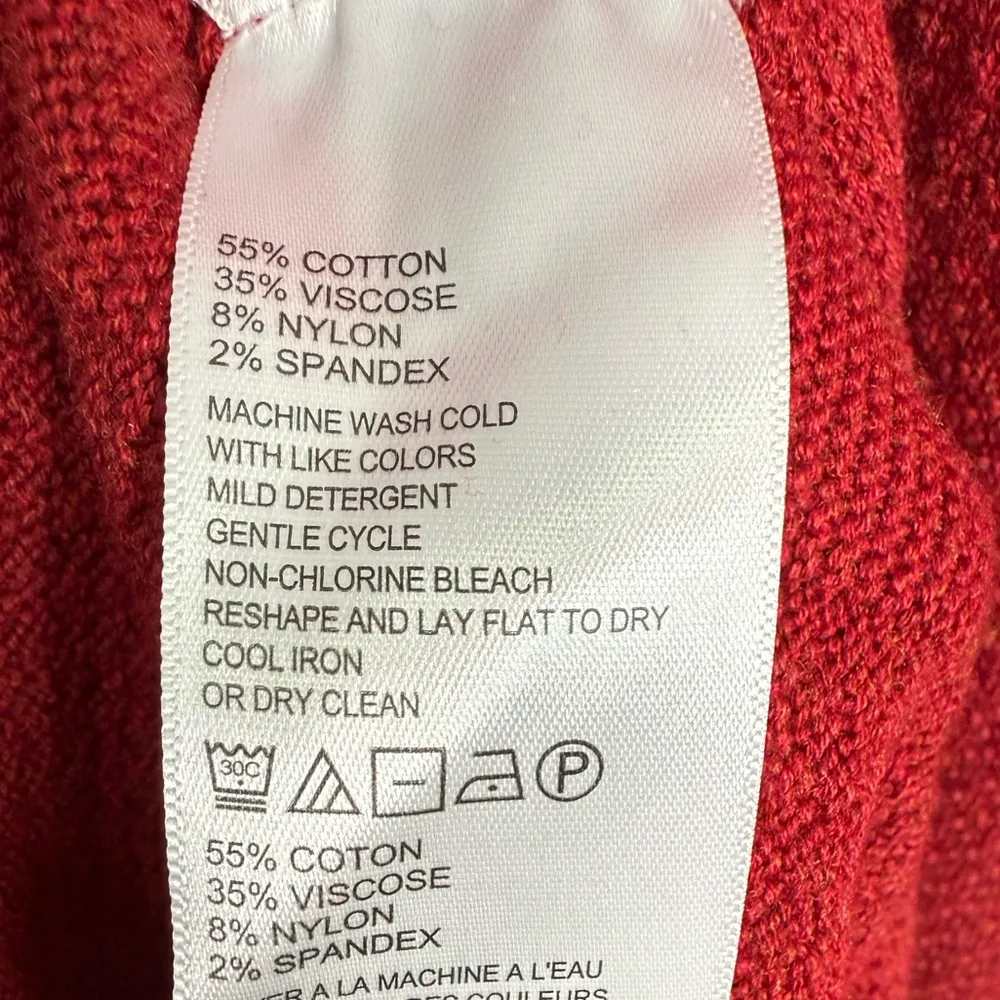 55% COTTON
35% VISCOSE
8% NYLON
2% SPANDEX
MACHINE WASH COLD
WITH LIKE COLORS
MILD DETERGENT
GENTLE CYCLE
NON-CHLORINE BLEACH
RESHAPE AND LAY FLAT TO DRY
COOL IRON
OR DRY CLEAN
30C P
55% COTON
35% VISCOSE
8% NYLON
2% SPANDEX
A LA MACHINE A L'EAU
COULEURS